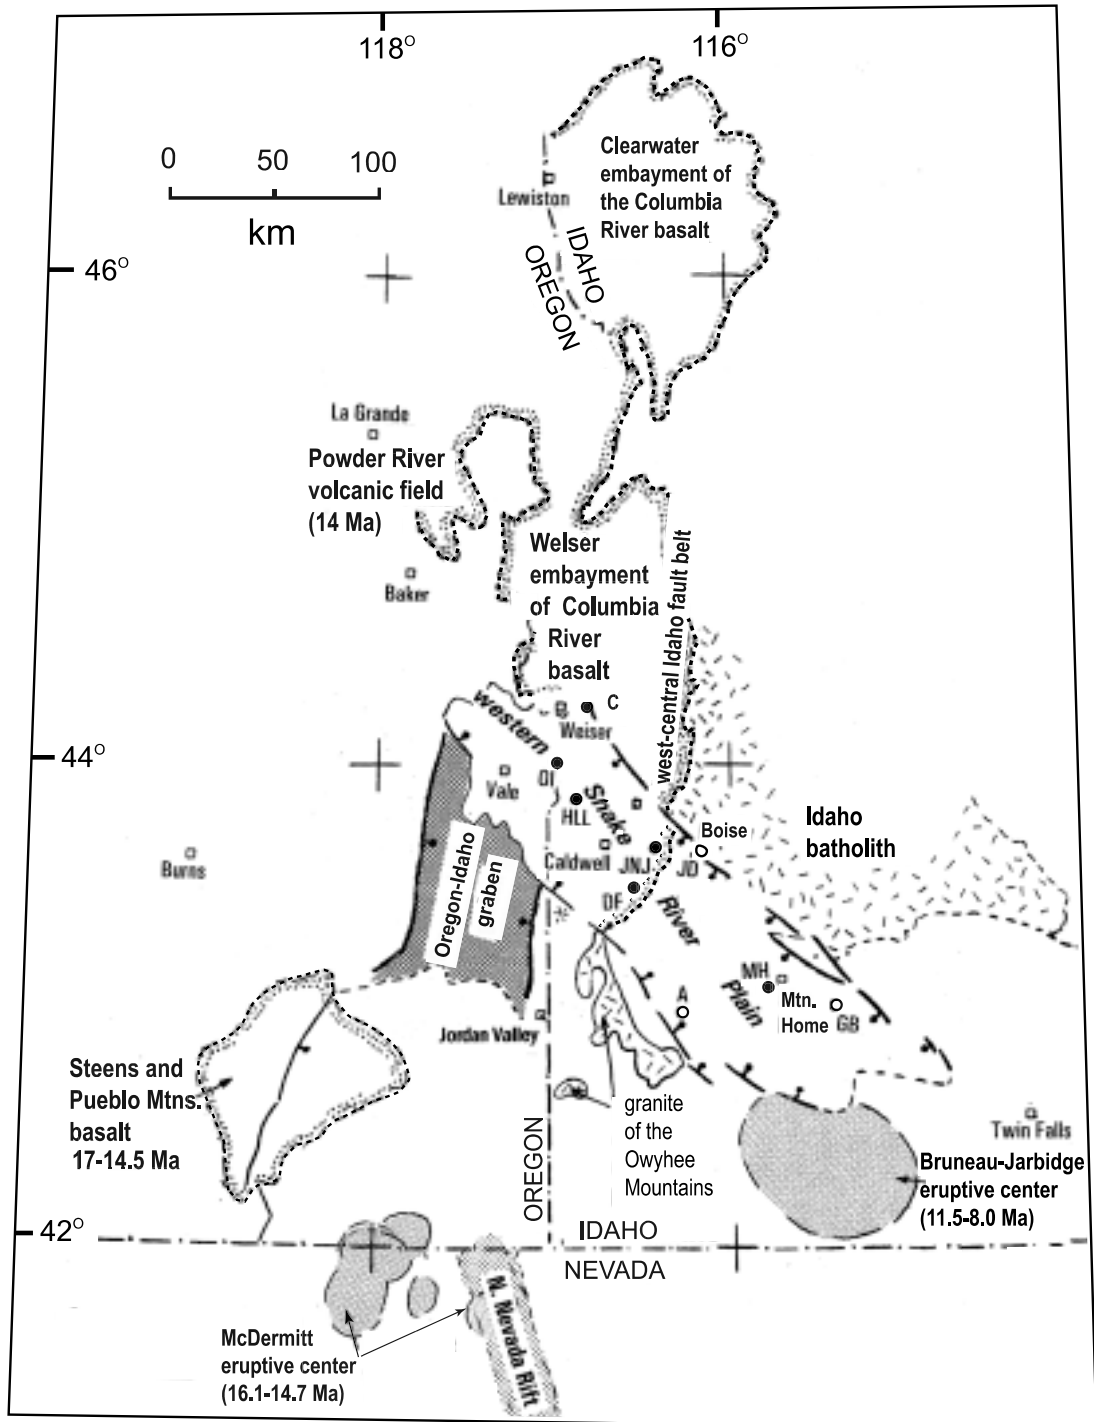 118°
116°
0 50 100
km
Clearwater
embayment of
the Columbia
River basalt
Lewiston
IDAHO
OREGON
46°
La Grande
Powder River
volcanic field
(14 Ma)
Baker
Welser
embayment
of Columbia
River
basalt
west-central Idaho fault belt
C
Weiser
western
Snake
River
Plain
44°
Vale
OI
HLL
Caldwell
JNJ
JD
Boise
DF
Idaho
batholith
Burns
Oregon-Idaho
graben
MH
Mtn.
Home
GB
A
Jordan Valley
Steens and
Pueblo Mtns.
basalt
17-14.5 Ma
granite
of the
Owyhee
Mountains
Twin Falls
Bruneau-Jarbidge
eruptive center
(11.5-8.0 Ma)
OREGON
42°
IDAHO
NEVADA
N. Nevada Rift
McDermitt
eruptive center
(16.1-14.7 Ma)